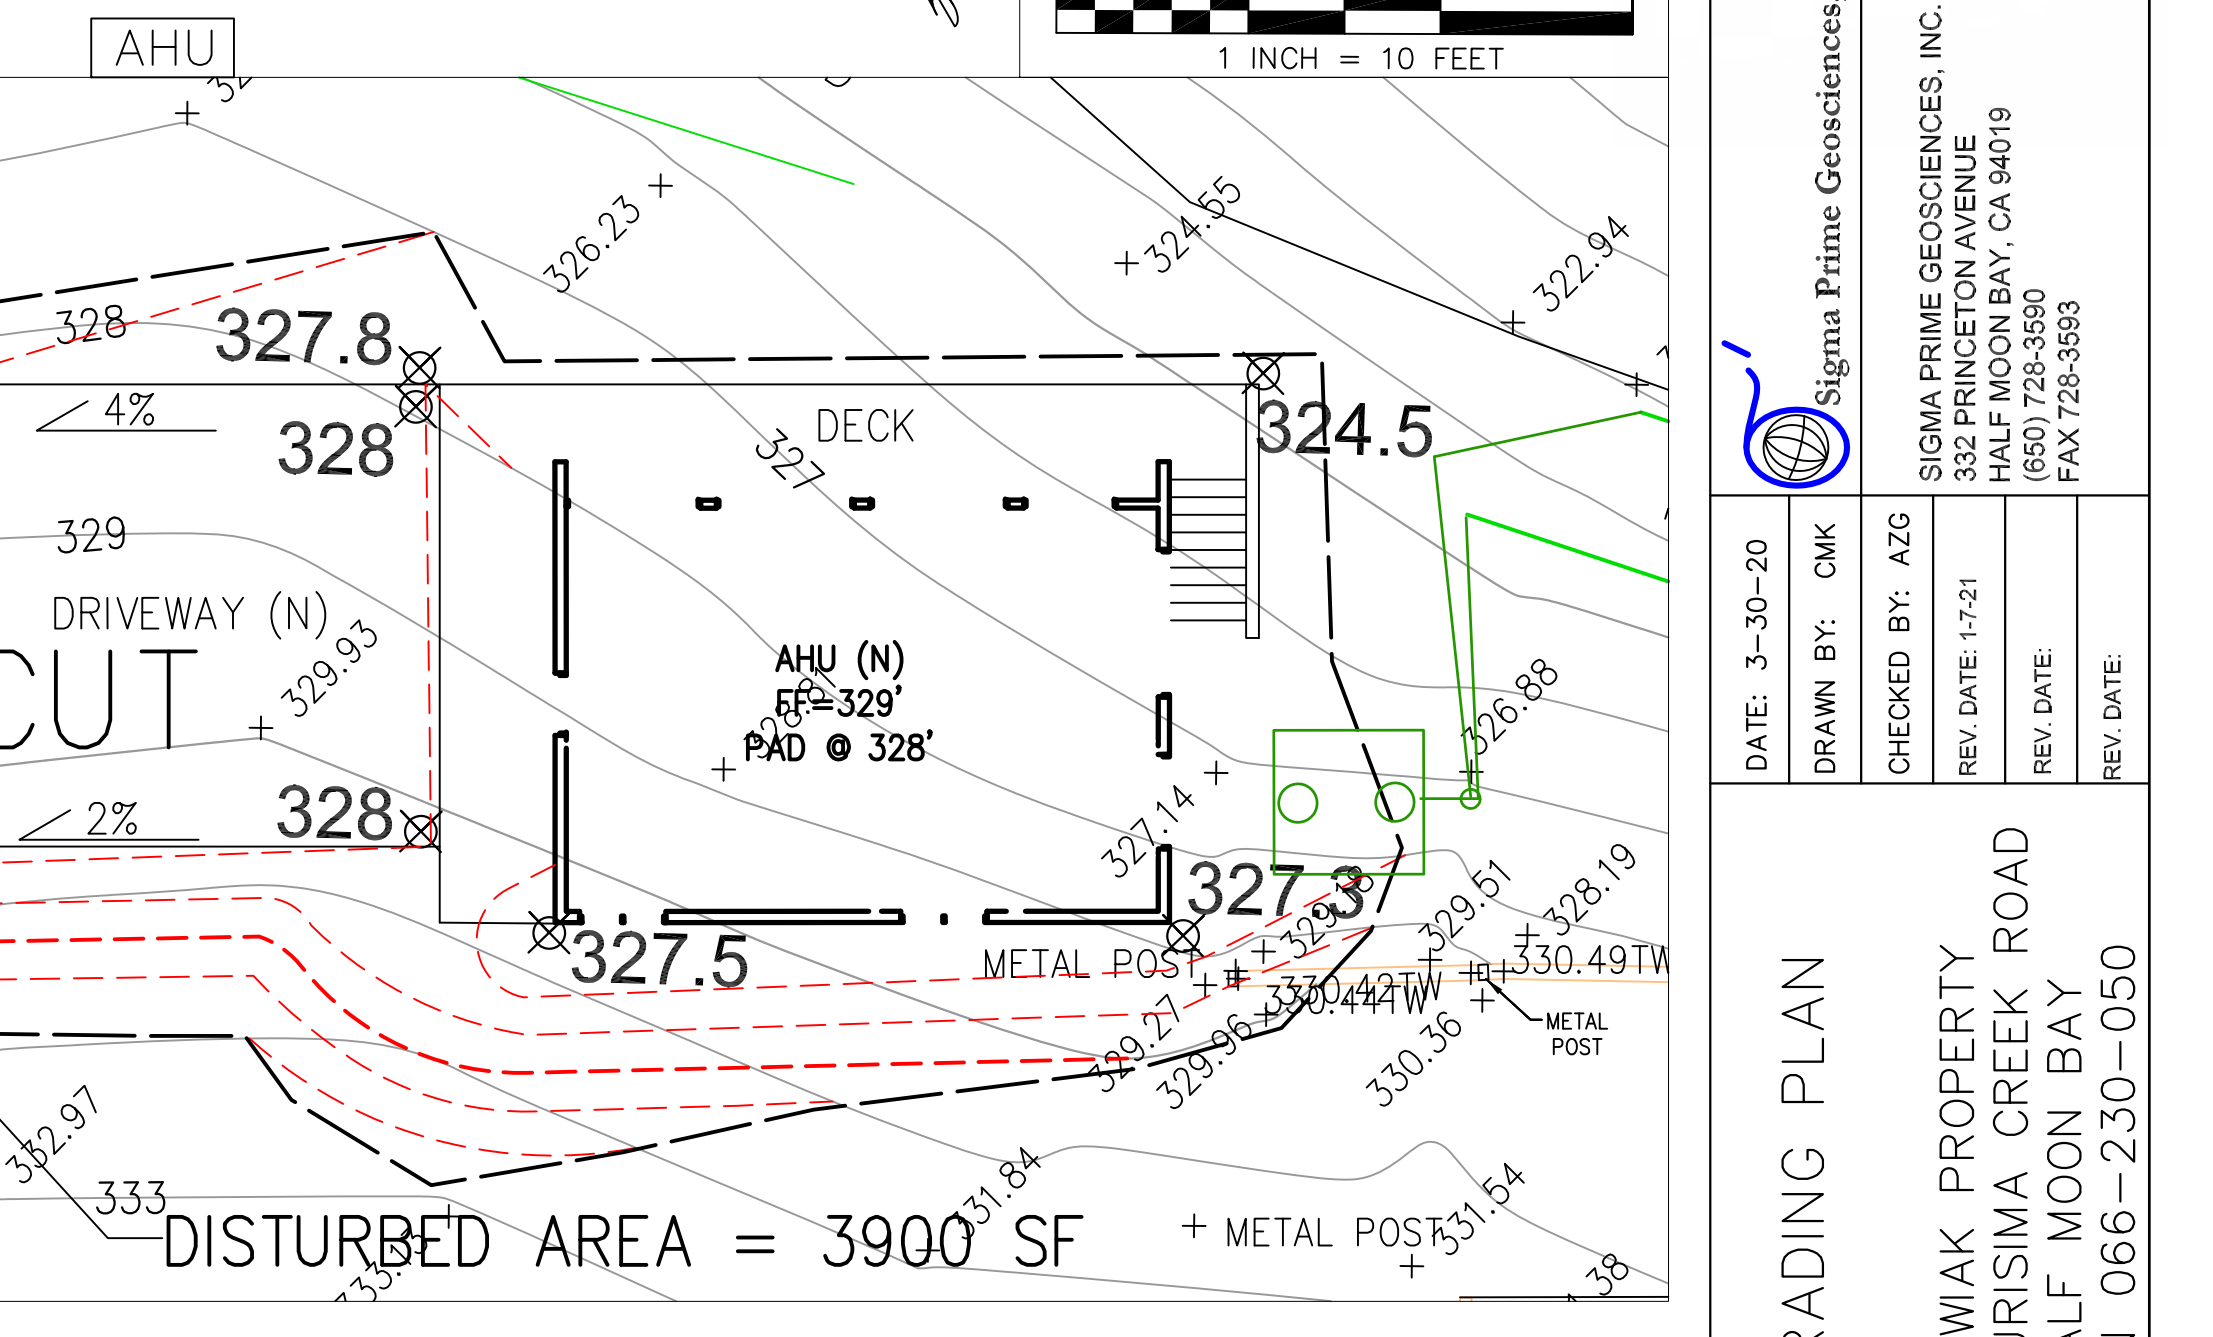 AHU
1 INCH = 10 FEET
326.23
324.55
322.94
328
327.8
4%
328
DECK
327
324.5
329
DRIVEWAY (N)
CUT
329.93
AHU (N)
FF=329'
PAD @ 328'
326.88
328
2%
327.14
327.3
329.18
329.51
328.19
327.5
METAL POST
330.49TW
330.44TW
METAL
POST
329.27
329.96
330.36
332.97
333
331.84
METAL POST
331.54
DISTURBED AREA = 3900 SF
Sigma Prime Geosciences,
SIGMA PRIME GEOSCIENCES, INC.
332 PRINCETON AVENUE
HALF MOON BAY, CA 94019
(650) 728-3590
FAX 728-3593
DATE: 3-30-20
DRAWN BY: CMK
CHECKED BY: AZG
REV. DATE: 1-7-21
REV. DATE:
REV. DATE:
RADING PLAN
WIAK PROPERTY
URISIMA CREEK ROAD
ALF MOON BAY
066-230-050